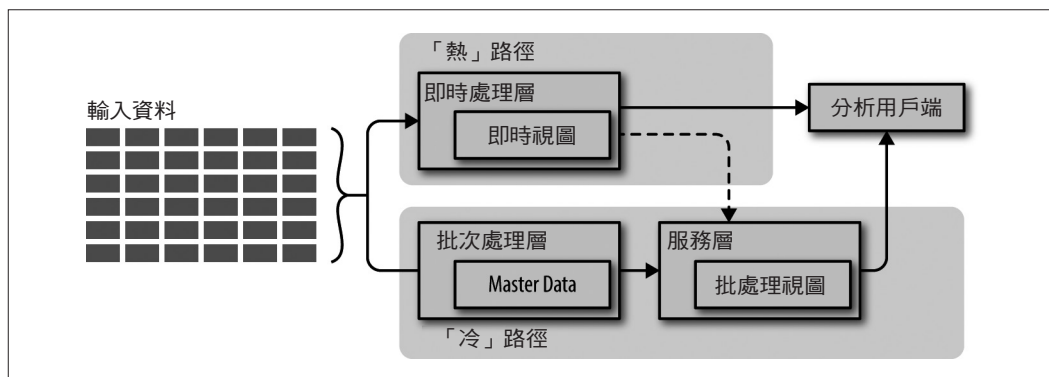 「熱」路徑
輸入資料
即時處理層
即時視圖
分析用戶端
批次處理層
Master Data
服務層
批處理視圖
「冷」路徑